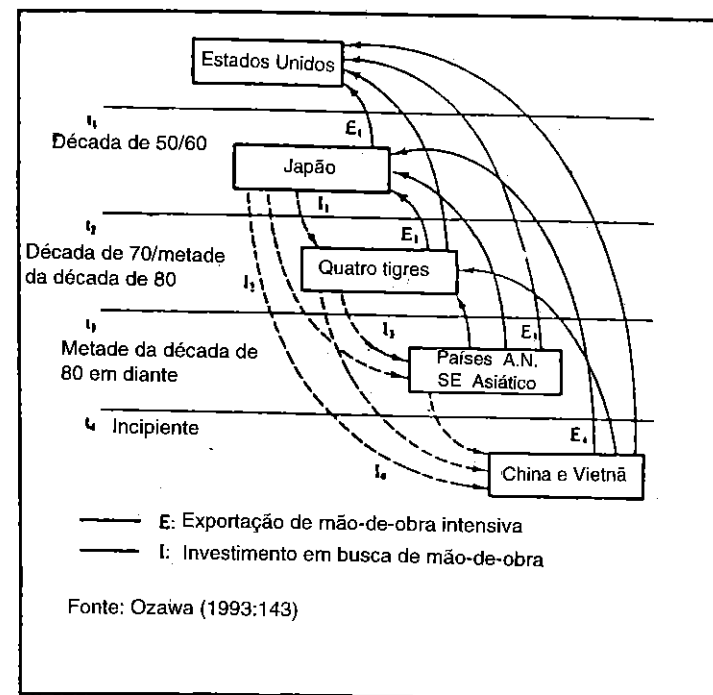 Estados Unidos
t₁
Década de 50/60
E₁
Japão
I₁
t₂
Década de 70/metade
da década de 80
E₂
Quatro tigres
I₂
t₃
Metade da década de
80 em diante
I₃
E₃
Países A.N.
SE Asiático
t₄ Incipiente
E₄
I₄
China e Vietnã
E: Exportação de mão-de-obra intensiva
I: Investimento em busca de mão-de-obra
Fonte: Ozawa (1993:143)